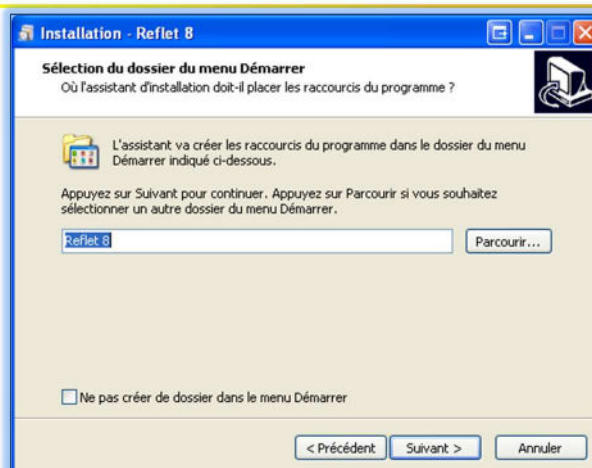 Installation - Reflet 8
Sélection du dossier du menu Démarrer
Où l'assistant d'installation doit-il placer les raccourcis du programme ?
L'assistant va créer les raccourcis du programme dans le dossier du menu
Démarrer indiqué ci-dessous.
Appuyez sur Suivant pour continuer. Appuyez sur Parcourir si vous souhaitez
sélectionner un autre dossier du menu Démarrer.
Reflet 8
Parcourir...
Ne pas créer de dossier dans le menu Démarrer
< Précédent
Suivant >
Annuler